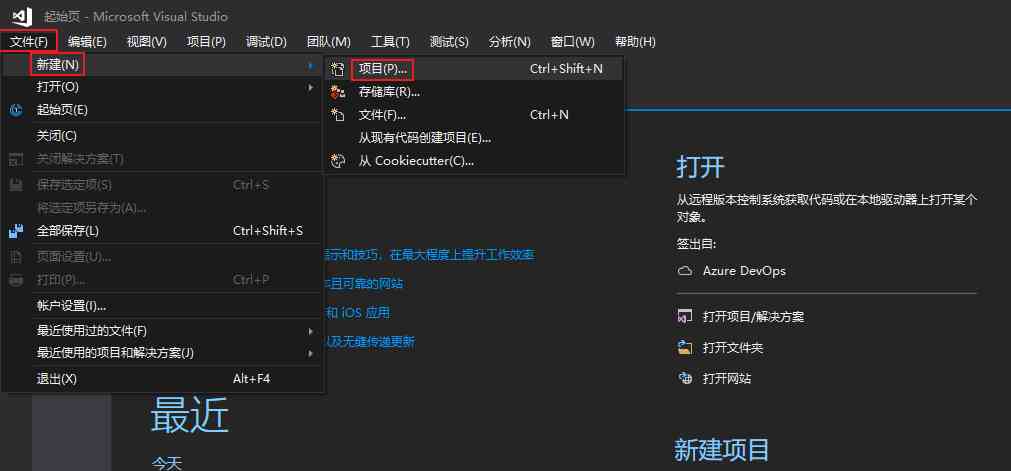 起始页 - Microsoft Visual Studio
文件(F) 编辑(E) 视图(V) 项目(P) 调试(D) 团队(M) 工具(T) 测试(S) 分析(N) 窗口(W) 帮助(H)
新建(N)
打开(O)
起始页(E)
关闭(C)
关闭解决方案(T)
保存选定项(S) Ctrl+S
将选定项另存为(A)...
全部保存(L) Ctrl+Shift+S
页面设置(U)...
打印(P)... Ctrl+P
帐户设置(I)...
最近使用过的文件(F)
最近使用的项目和解决方案(J)
退出(X) Alt+F4
项目(P)... Ctrl+Shift+N
存储库(R)...
文件(F)... Ctrl+N
从现有代码创建项目(E)...
从 Cookiecutter(C)...
示和技巧，在最大程度上提升工作效率
且可靠的网站
和 iOS 应用
以及无缝传递更新
最近
今天
打开
从远程版本控制系统获取代码或在本地驱动器上打开某个
对象。
签出自:
Azure DevOps
打开项目/解决方案
打开文件夹
打开网站
新建项目